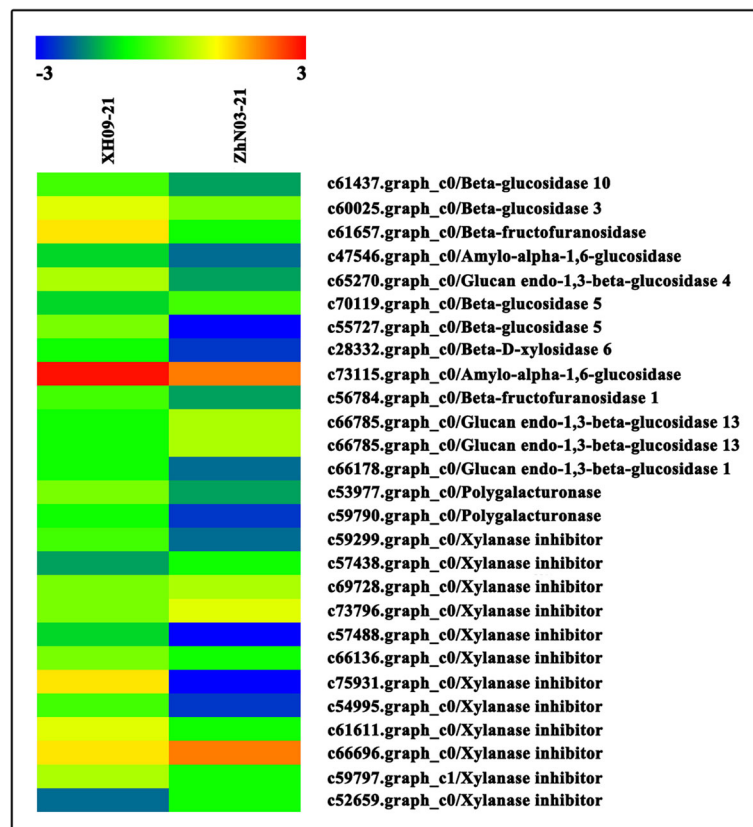 -3 3
XH09-21 ZhN03-21
c61437.graph_c0/Beta-glucosidase 10
c60025.graph_c0/Beta-glucosidase 3
c61657.graph_c0/Beta-fructofuranosidase
c47546.graph_c0/Amylo-alpha-1,6-glucosidase
c65270.graph_c0/Glucan endo-1,3-beta-glucosidase 4
c70119.graph_c0/Beta-glucosidase 5
c55727.graph_c0/Beta-glucosidase 5
c28332.graph_c0/Beta-D-xylosidase 6
c73115.graph_c0/Amylo-alpha-1,6-glucosidase
c56784.graph_c0/Beta-fructofuranosidase 1
c66785.graph_c0/Glucan endo-1,3-beta-glucosidase 13
c66785.graph_c0/Glucan endo-1,3-beta-glucosidase 13
c66178.graph_c0/Glucan endo-1,3-beta-glucosidase 1
c53977.graph_c0/Polygalacturonase
c59790.graph_c0/Polygalacturonase
c59299.graph_c0/Xylanase inhibitor
c57438.graph_c0/Xylanase inhibitor
c69728.graph_c0/Xylanase inhibitor
c73796.graph_c0/Xylanase inhibitor
c57488.graph_c0/Xylanase inhibitor
c66136.graph_c0/Xylanase inhibitor
c75931.graph_c0/Xylanase inhibitor
c54995.graph_c0/Xylanase inhibitor
c61611.graph_c0/Xylanase inhibitor
c66696.graph_c0/Xylanase inhibitor
c59797.graph_c1/Xylanase inhibitor
c52659.graph_c0/Xylanase inhibitor